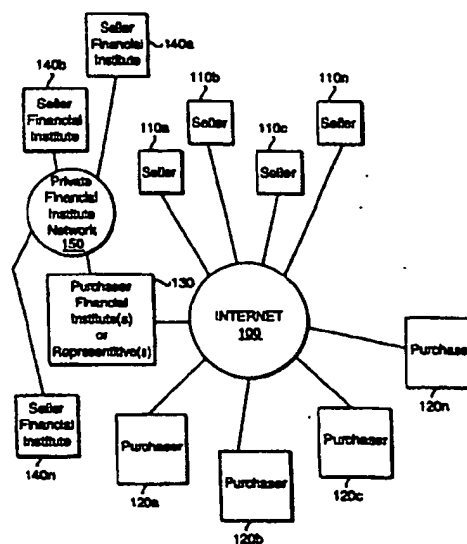 Seller
Financial
Institute
140a
140b
Seller
Financial
Institute
110b
110n
Seller
Seller
110a
110c
Seller
Seller
Private
Financial
Institute
Network
150
130
Purchaser
Financial
Institute(s)
or
Representitive(s)
INTERNET
100
Purchase
120n
Seller
Financial
Institute
140n
Purchaser
120a
Purchaser
120b
Purchaser
120c